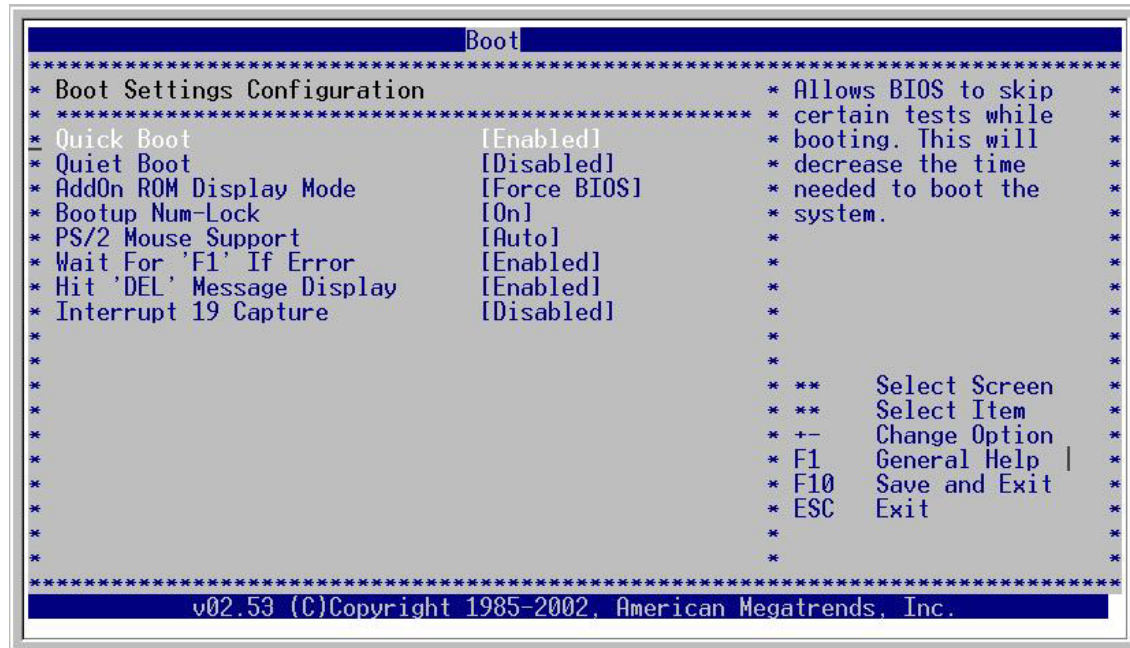 Boot
* Boot Settings Configuration
Quick Boot [Enabled]
Quiet Boot [Disabled]
AddOn ROM Display Mode [Force BIOS]
Bootup Num-Lock [On]
PS/2 Mouse Support [Auto]
Wait For 'F1' If Error [Enabled]
Hit 'DEL' Message Display [Enabled]
Interrupt 19 Capture [Disabled]
Allows BIOS to skip
certain tests while
booting. This will
decrease the time
needed to boot the
system.
** Select Screen
** Select Item
+- Change Option
F1 General Help
F10 Save and Exit
ESC Exit
v02.53 (C)Copyright 1985-2002, American Megatrends, Inc.